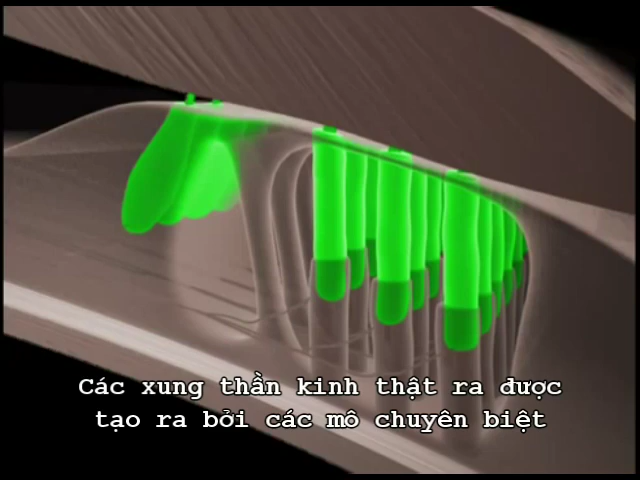 Các xung thần kinh thật ra được
tạo ra bởi các mô chuyên biệt